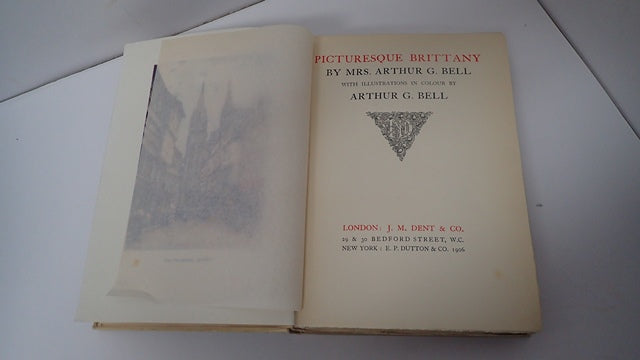 PICTURESQUE BRITTANY
BY MRS. ARTHUR G. BELL
WITH ILLUSTRATIONS IN COLOUR BY
ARTHUR G. BELL
LONDON: J. M. DENT & CO.
29 & 30 BEDFORD STREET, W.C.
NEW YORK: E. P. DUTTON & CO. 1906